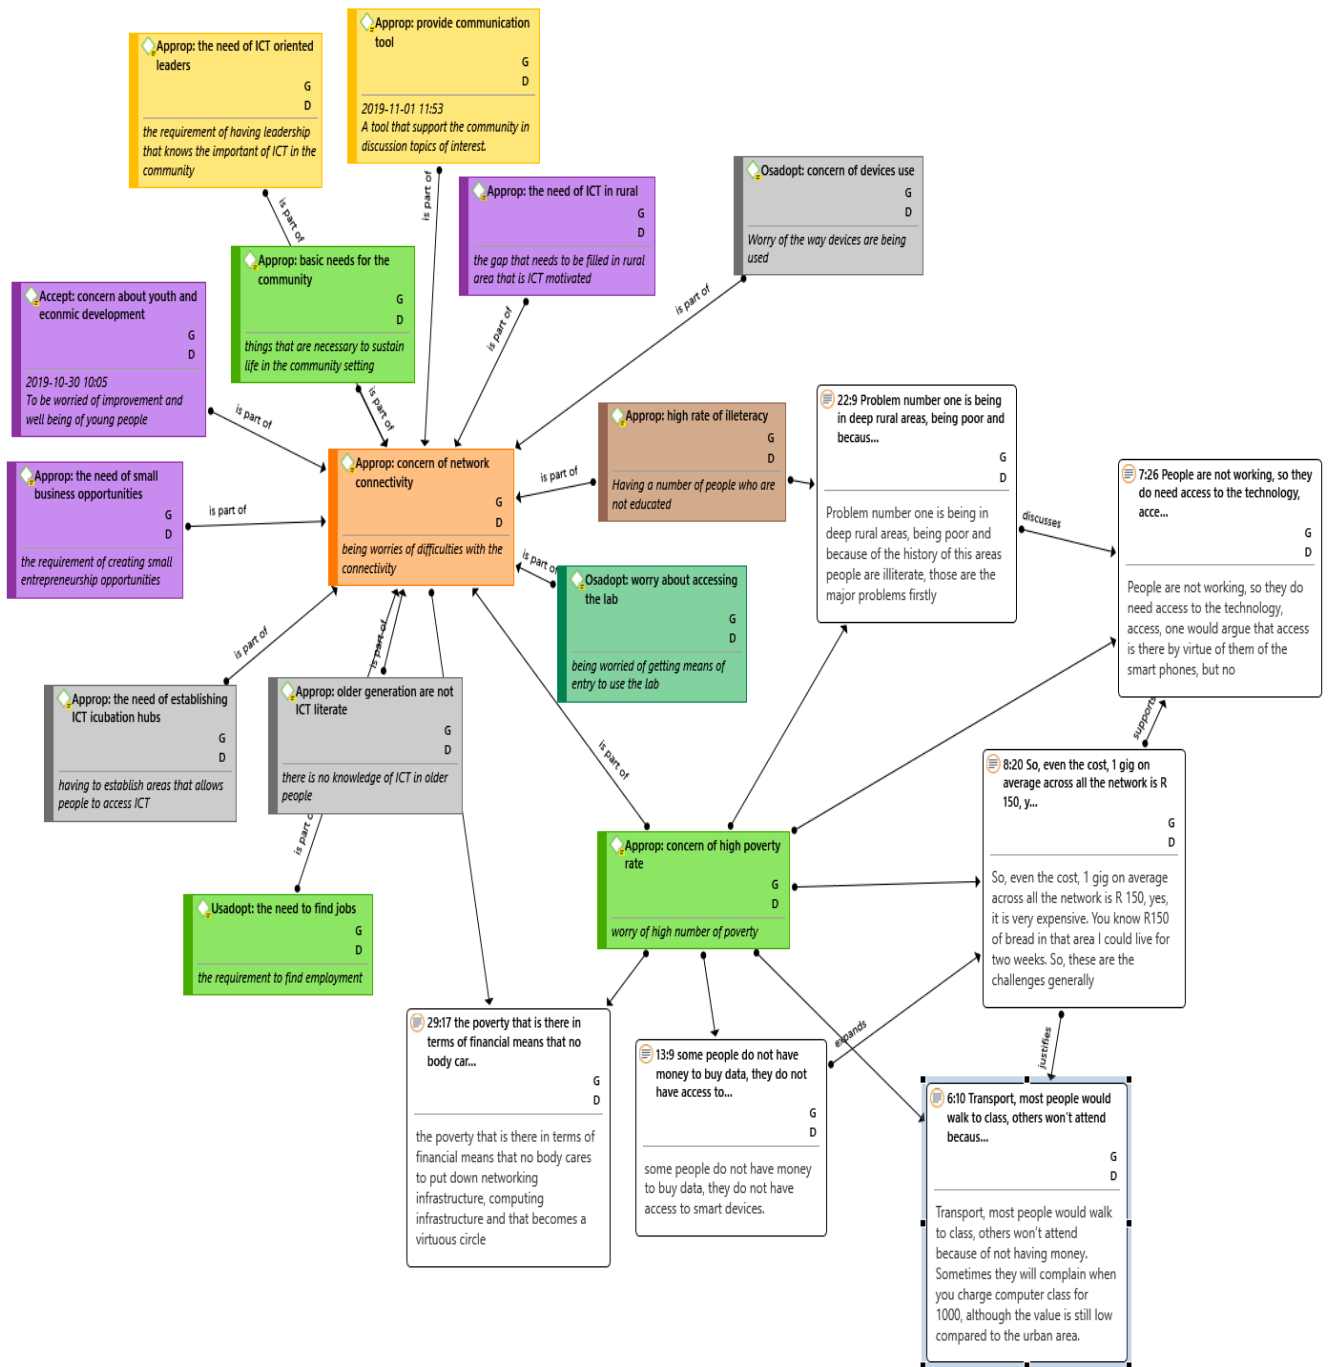 Approp: provide communication
tool
G
D
2019-11-01 11:53
A tool that support the community in
discussion topics of interest.
Approp: the need of ICT oriented
leaders
G
D
the requirement of having leadership
that knows the important of ICT in the
community
is part of
is part of
Approp: the need of ICT in rural
G
D
the gap that needs to be filled in rural
area that is ICT motivated
Osadopt: concern of devices use
G
D
Worry of the way devices are being
used
Approp: basic needs for the
community
G
D
things that are necessary to sustain
life in the community setting
Accept: concern about youth and
econmic development
G
D
2019-10-30 10:05
To be worried of improvement and
well being of young people
is part of
is part of
is part of
is part of
Approp: concern of network
connectivity
G
D
being worries of difficulties with the
connectivity
Approp: high rate of illeteracy
G
D
Having a number of people who are
not educated
is part of
22:9 Problem number one is being
in deep rural areas, being poor and
becaus...
G
D
Problem number one is being in
deep rural areas, being poor and
because of the history of this areas
people are illiterate, those are the
major problems firstly
discusses
7:26 People are not working, so they
do need access to the technology,
acce...
G
D
People are not working, so they do
need access to the technology,
access, one would argue that access
is there by virtue of them of the
smart phones, but no
Approp: the need of small
business opportunities
G
D
the requirement of creating small
entrepreneurship opportunities
is part of
is part of
Osadopt: worry about accessing
the lab
G
D
being worried of getting means of
entry to use the lab
is part of
is part of
Approp: the need of establishing
ICT icubation hubs
G
D
having to establish areas that allows
people to access ICT
Approp: older generation are not
ICT literate
G
D
there is no knowledge of ICT in older
people
is part of
is part of
supports
8:20 So, even the cost, 1 gig on
average across all the network is R
150, y...
G
D
So, even the cost, 1 gig on average
across all the network is R 150, yes,
it is very expensive. You know R150
of bread in that area I could live for
two weeks. So, these are the
challenges generally
Approp: concern of high poverty
rate
G
D
worry of high number of poverty
Usadopt: the need to find jobs
G
D
the requirement to find employment
29:17 the poverty that is there in
terms of financial means that no
body car...
G
D
the poverty that is there in terms of
financial means that no body cares
to put down networking
infrastructure, computing
infrastructure and that becomes a
virtuous circle
13:9 some people do not have
money to buy data, they do not
have access to...
G
D
some people do not have money
to buy data, they do not have
access to smart devices.
expands
justifies
6:10 Transport, most people would
walk to class, others won't attend
becaus...
G
D
Transport, most people would walk
to class, others won't attend
because of not having money.
Sometimes they will complain when
you charge computer class for
1000, although the value is still low
compared to the urban area.